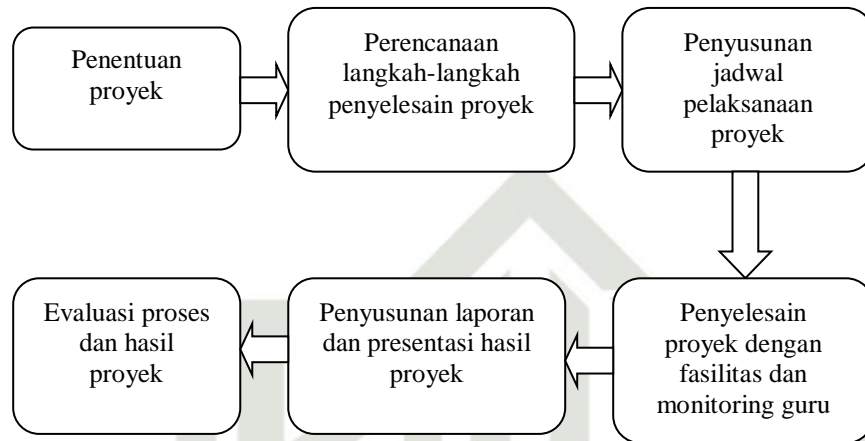 Penentuan
proyek
Perencanaan
langkah-langkah
penyelesain proyek
Penyusunan
jadwal
pelaksanaan
proyek
Penyelesain
proyek dengan
fasilitas dan
monitoring guru
Penyusunan laporan
dan presentasi hasil
proyek
Evaluasi proses
dan hasil
proyek